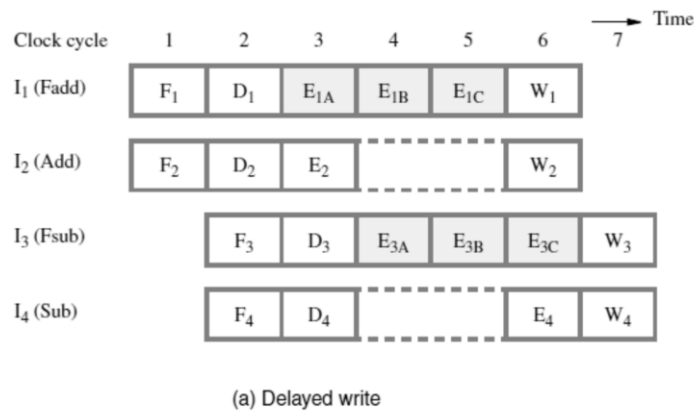 Time
Clock cycle 1 2 3 4 5 6 7
I₁ (Fadd) F₁ D₁ E₁A E₁B E₁C W₁
I₂ (Add) F₂ D₂ E₂ W₂
I₃ (Fsub) F₃ D₃ E₃A E₃B E₃C W₃
I₄ (Sub) F₄ D₄ E₄ W₄
(a) Delayed write